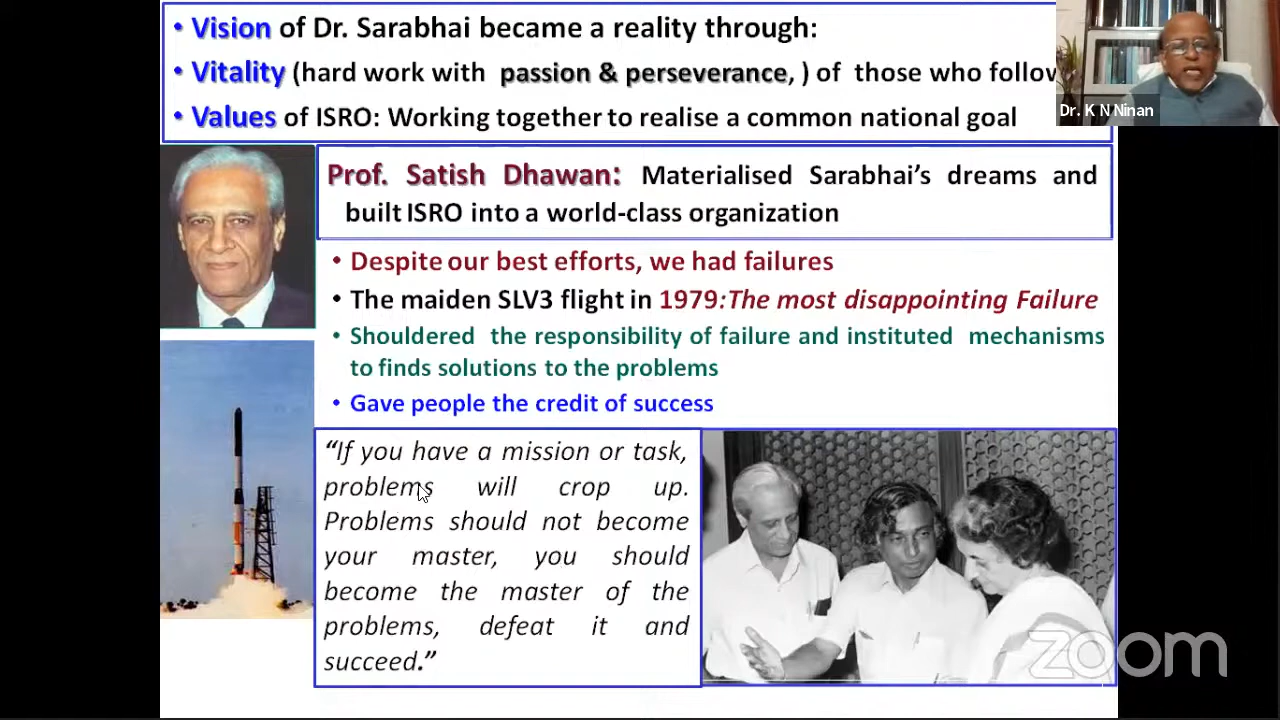 • Vision of Dr. Sarabhai became a reality through:
• Vitality (hard work with passion & perseverance, ) of those who follow
• Values of ISRO: Working together to realise a common national goal
Dr. K N Ninan
Prof. Satish Dhawan: Materialised Sarabhai’s dreams and
built ISRO into a world-class organization
• Despite our best efforts, we had failures
• The maiden SLV3 flight in 1979:The most disappointing Failure
• Shouldered the responsibility of failure and instituted mechanisms
to finds solutions to the problems
• Gave people the credit of success
“If you have a mission or task,
problems will crop up.
Problems should not become
your master, you should
become the master of the
problems, defeat it and
succeed.”
zoom